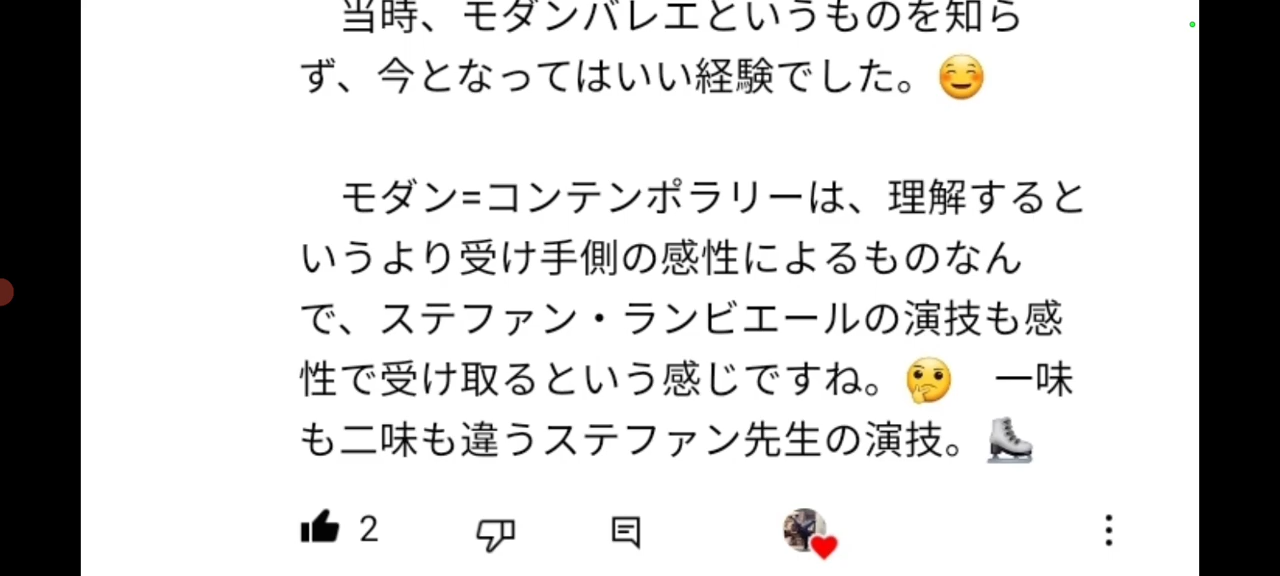 当時、モダンバレエというものを知ら
ず、今となってはいい経験でした。😊
モダン=コンテンポラリーは、理解すると
いうより受け手側の感性によるものなん
で、ステファン・ランビエールの演技も感
性で受け取るという感じですね。🤔　一味
も二味も違うステファン先生の演技。⛸️
2